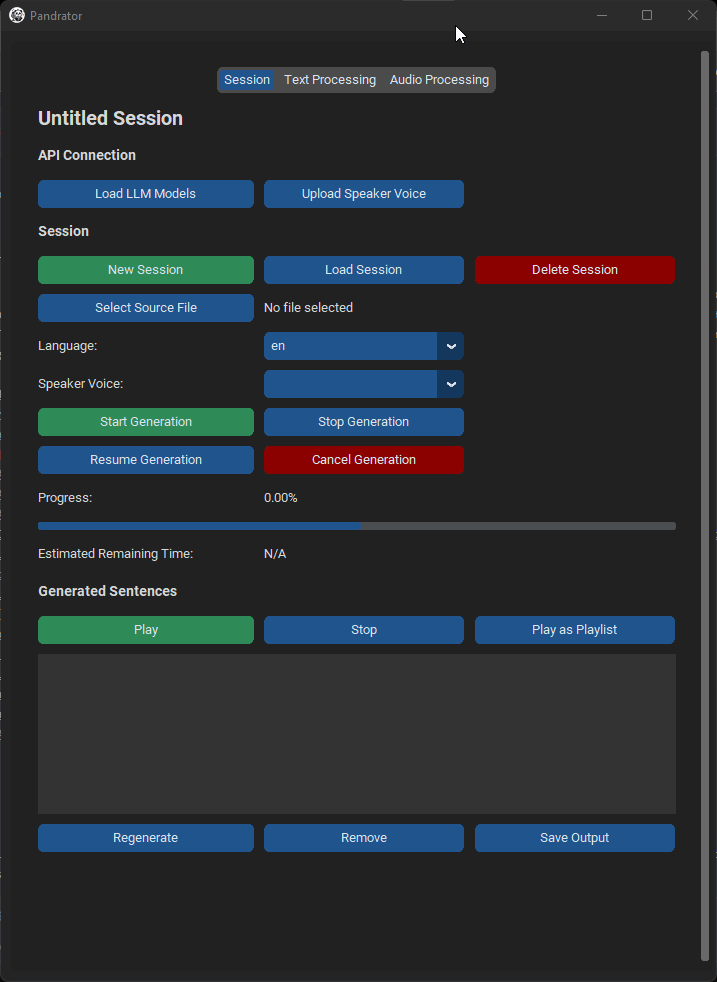 Pandrator
Session Text Processing Audio Processing
Untitled Session
API Connection
Load LLM Models Upload Speaker Voice
Session
New Session Load Session Delete Session
Select Source File No file selected
Language: en
Speaker Voice:
Start Generation Stop Generation
Resume Generation Cancel Generation
Progress: 0.00%
Estimated Remaining Time: N/A
Generated Sentences
Play Stop Play as Playlist
Regenerate Remove Save Output